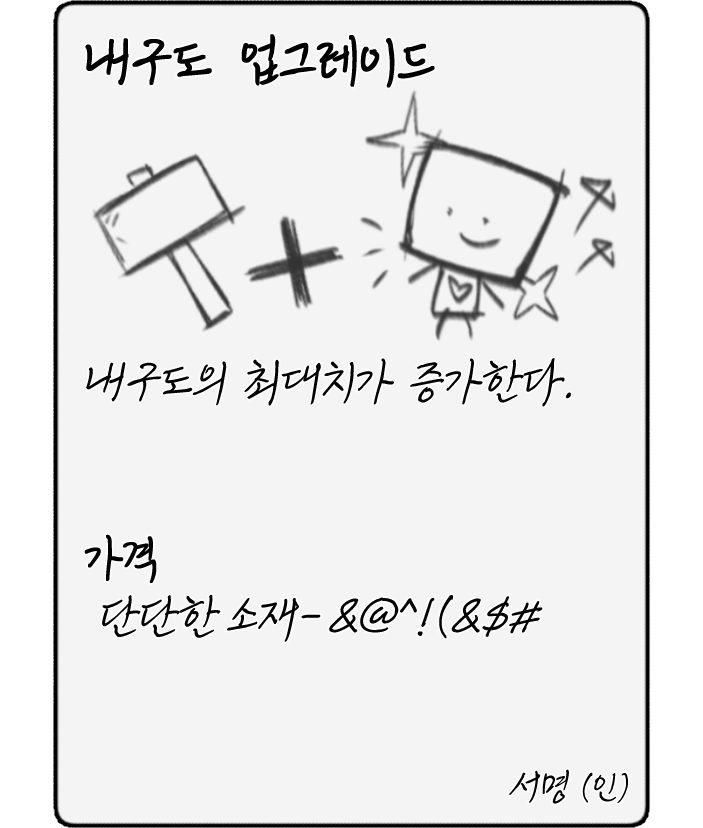 내구도 업그레이드
내구도의 최대치가 증가한다.
가격
단단한 소재-&@^!(&$#
서명 (인)